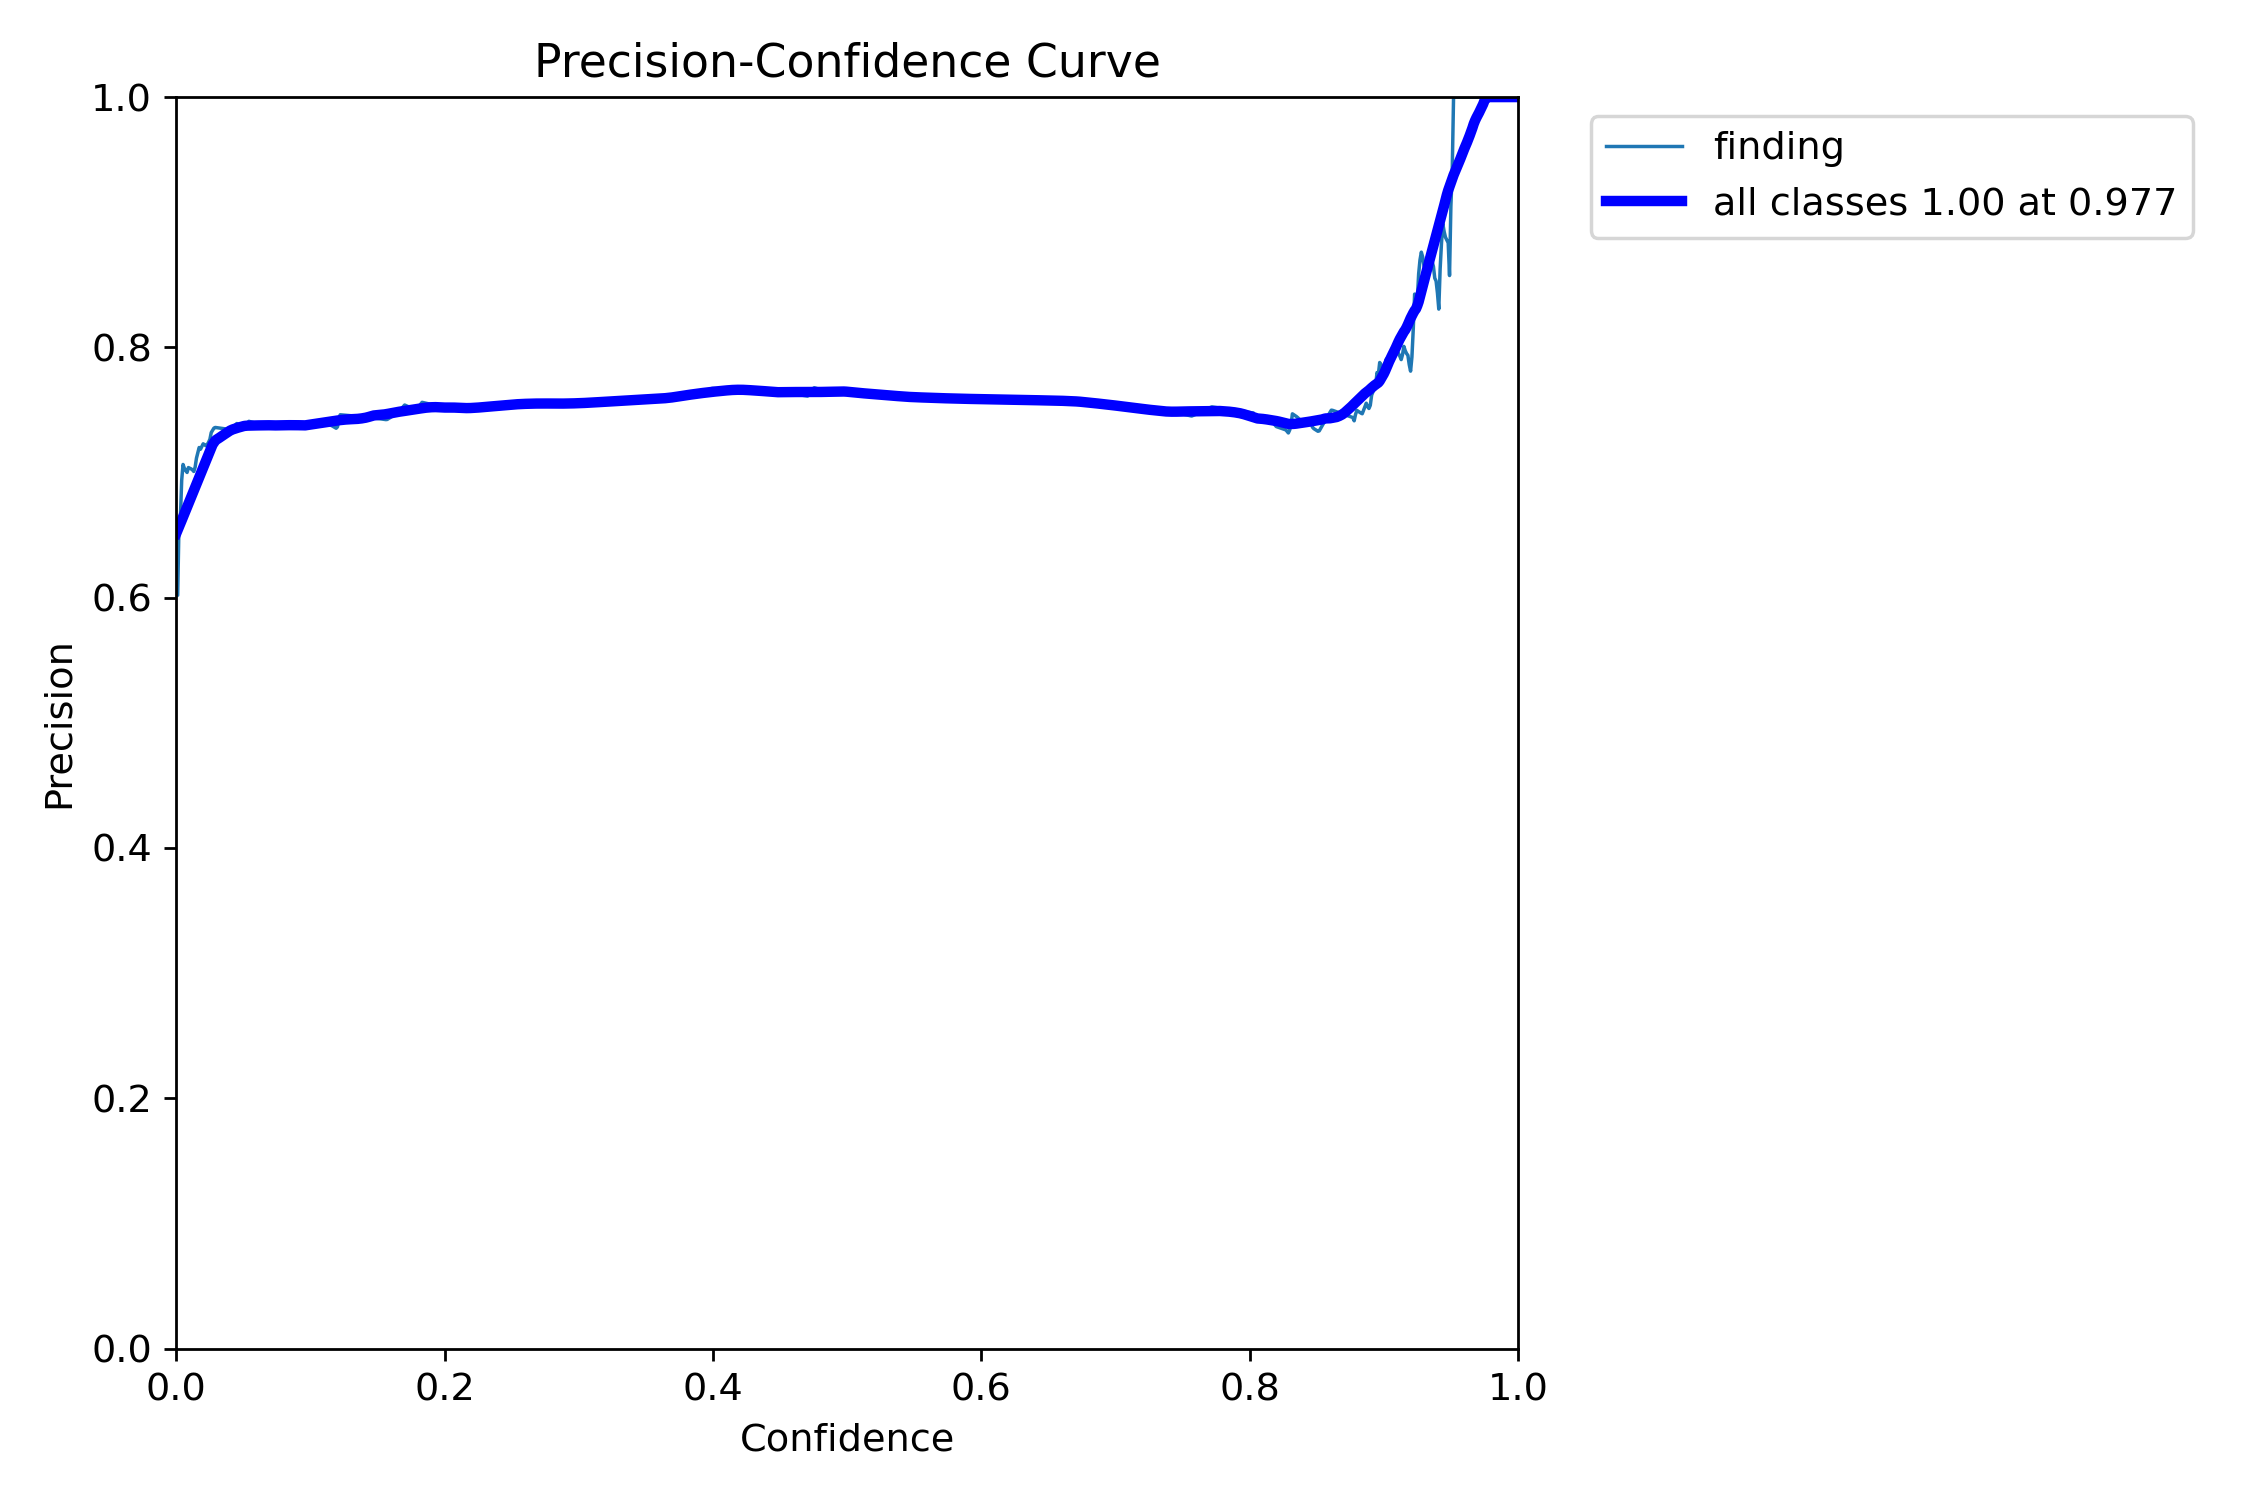 Precision-Confidence Curve
1.0
0.8
0.6
0.4
0.2
0.0
Precision
0.0 0.2 0.4 0.6 0.8 1.0
Confidence
finding
all classes 1.00 at 0.977